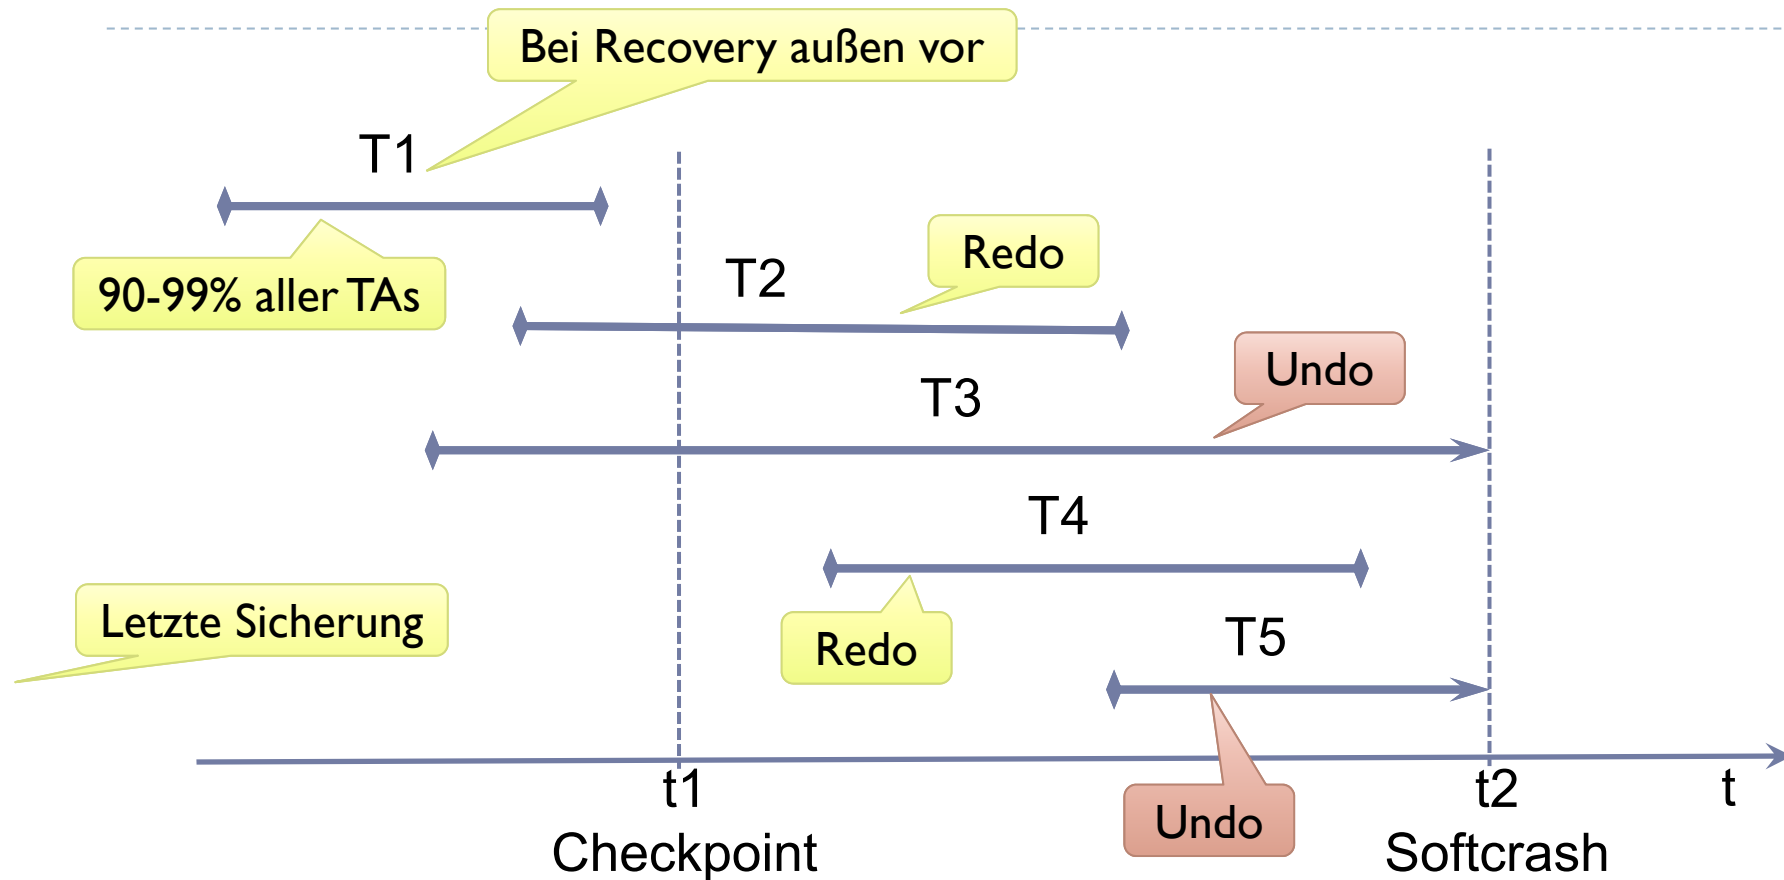 Bei Recovery außen vor
T1
90-99% aller TAs
T2
Redo
T3
Undo
T4
Redo
Letzte Sicherung
T5
Undo
t1
t2
t
Checkpoint
Softcrash